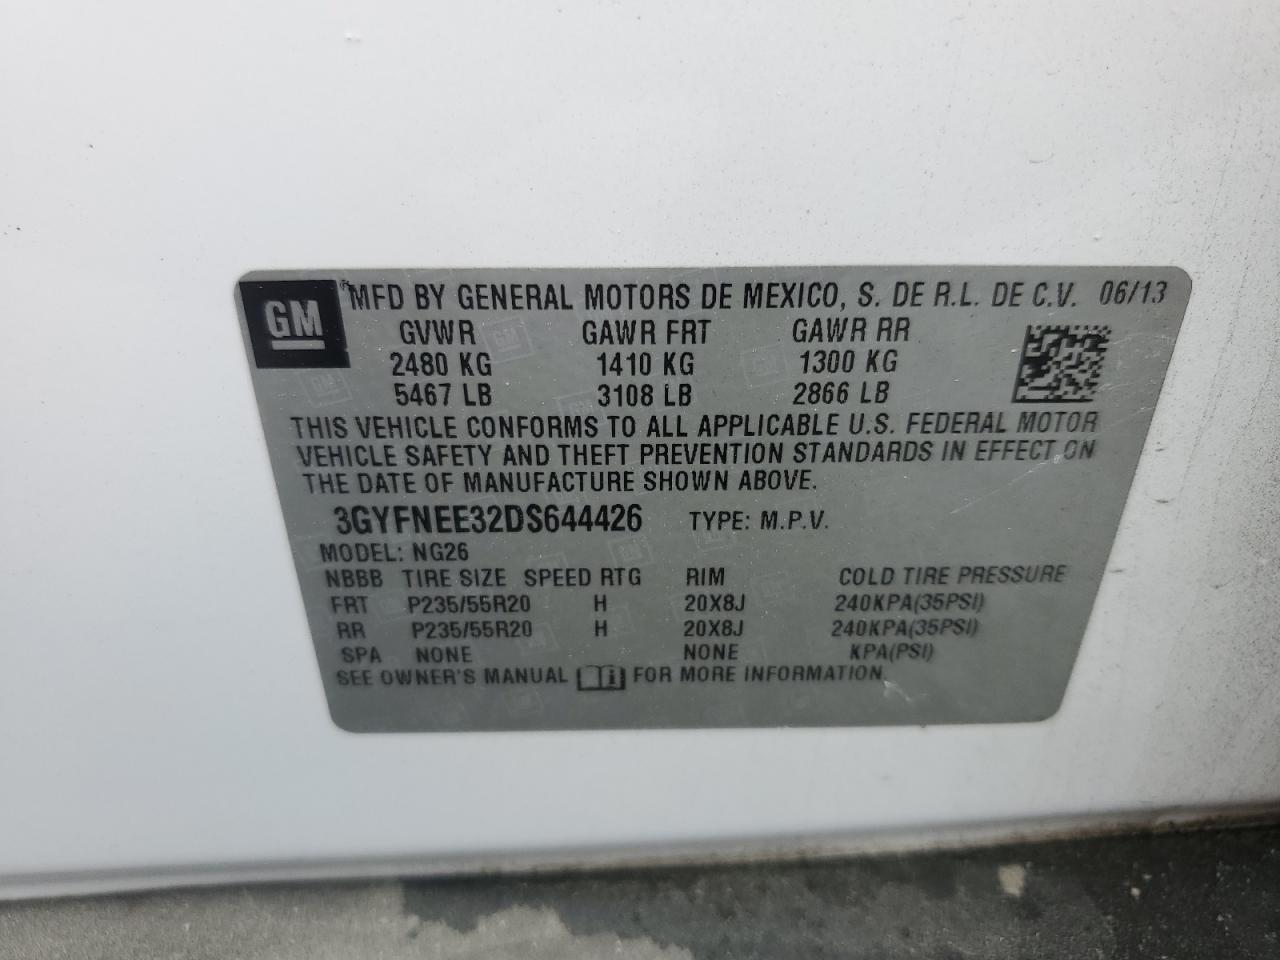 GM
MFD BY GENERAL MOTORS DE MEXICO, S. DE R.L. DE C.V. 06/13
GVWR GAWR FRT GAWR RR
2480 KG 1410 KG 1300 KG
5467 LB 3108 LB 2866 LB
THIS VEHICLE CONFORMS TO ALL APPLICABLE U.S. FEDERAL MOTOR
VEHICLE SAFETY AND THEFT PREVENTION STANDARDS IN EFFECT ON
THE DATE OF MANUFACTURE SHOWN ABOVE.
3GYFNEE32DS644426 TYPE: M.P.V.
MODEL: NG26
NBBB TIRE SIZE SPEED RTG RIM COLD TIRE PRESSURE
FRT P235/55R20 H 20X8J 240KPA(35PSI)
RR P235/55R20 H 20X8J 240KPA(35PSI)
SPA NONE NONE KPA(PSI)
SEE OWNER'S MANUAL FOR MORE INFORMATION